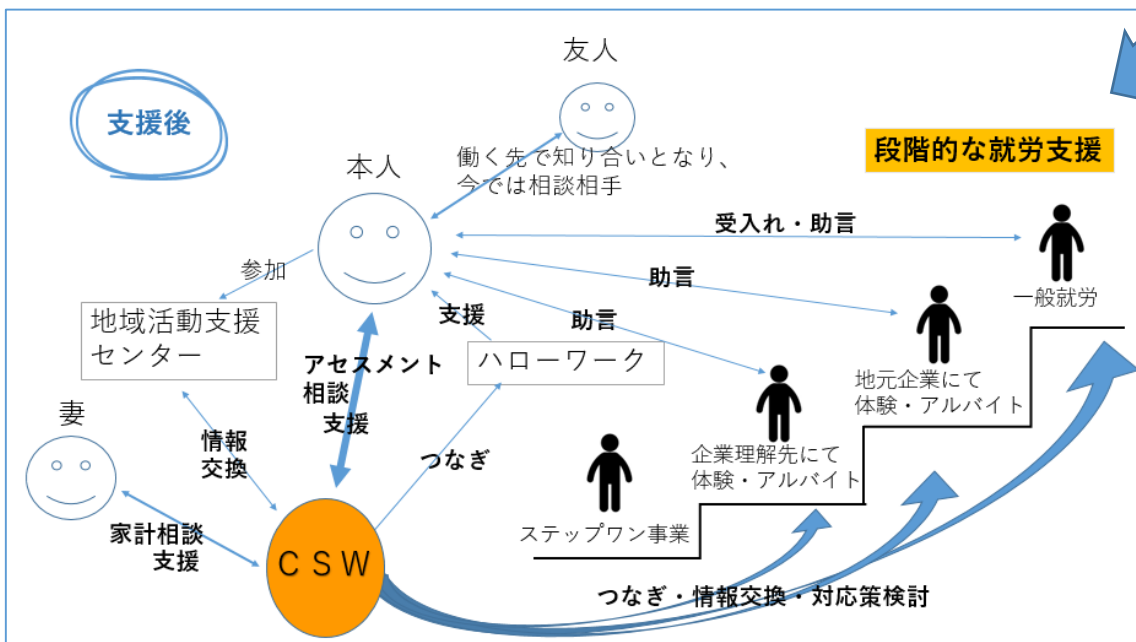 友人
支援後
段階的な就労支援
働く先で知り合いとなり、
今では相談相手
本人
受入れ・助言
参加
助言
一般就労
支援
助言
地域活動支援
センター
ハローワーク
アセスメント
相談
支援
地元企業にて
体験・アルバイト
妻
情報
交換
つなぎ
企業理解先にて
体験・アルバイト
ステップワン事業
家計相談
支援
ＣＳＷ
つなぎ・情報交換・対応策検討